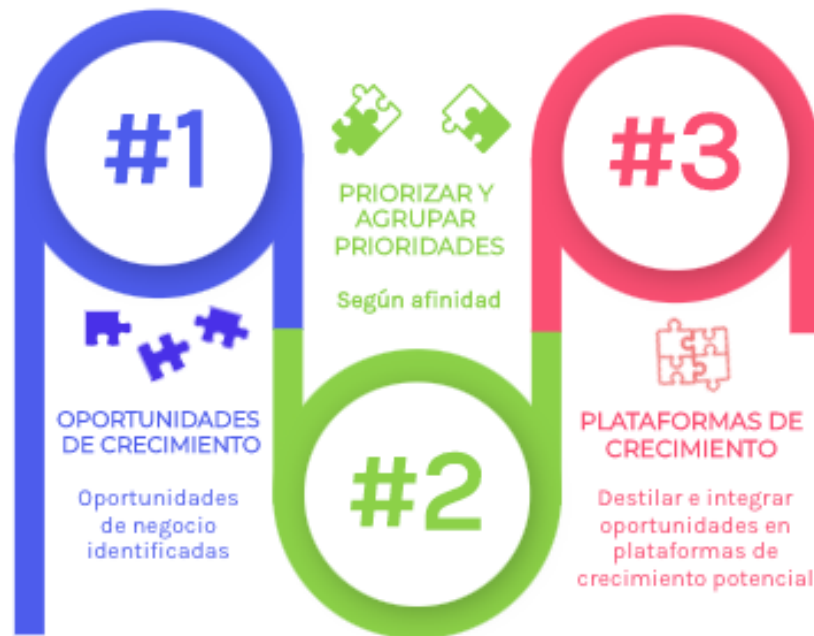 #1
OPORTUNIDADES
DE CRECIMIENTO
Oportunidades
de negocio
identificadas
PRIORIZAR Y
AGRUPAR
PRIORIDADES
Según afinidad
#2
#3
PLATAFORMAS DE
CRECIMIENTO
Destilar e integrar
oportunidades en
plataformas de
crecimiento potencial